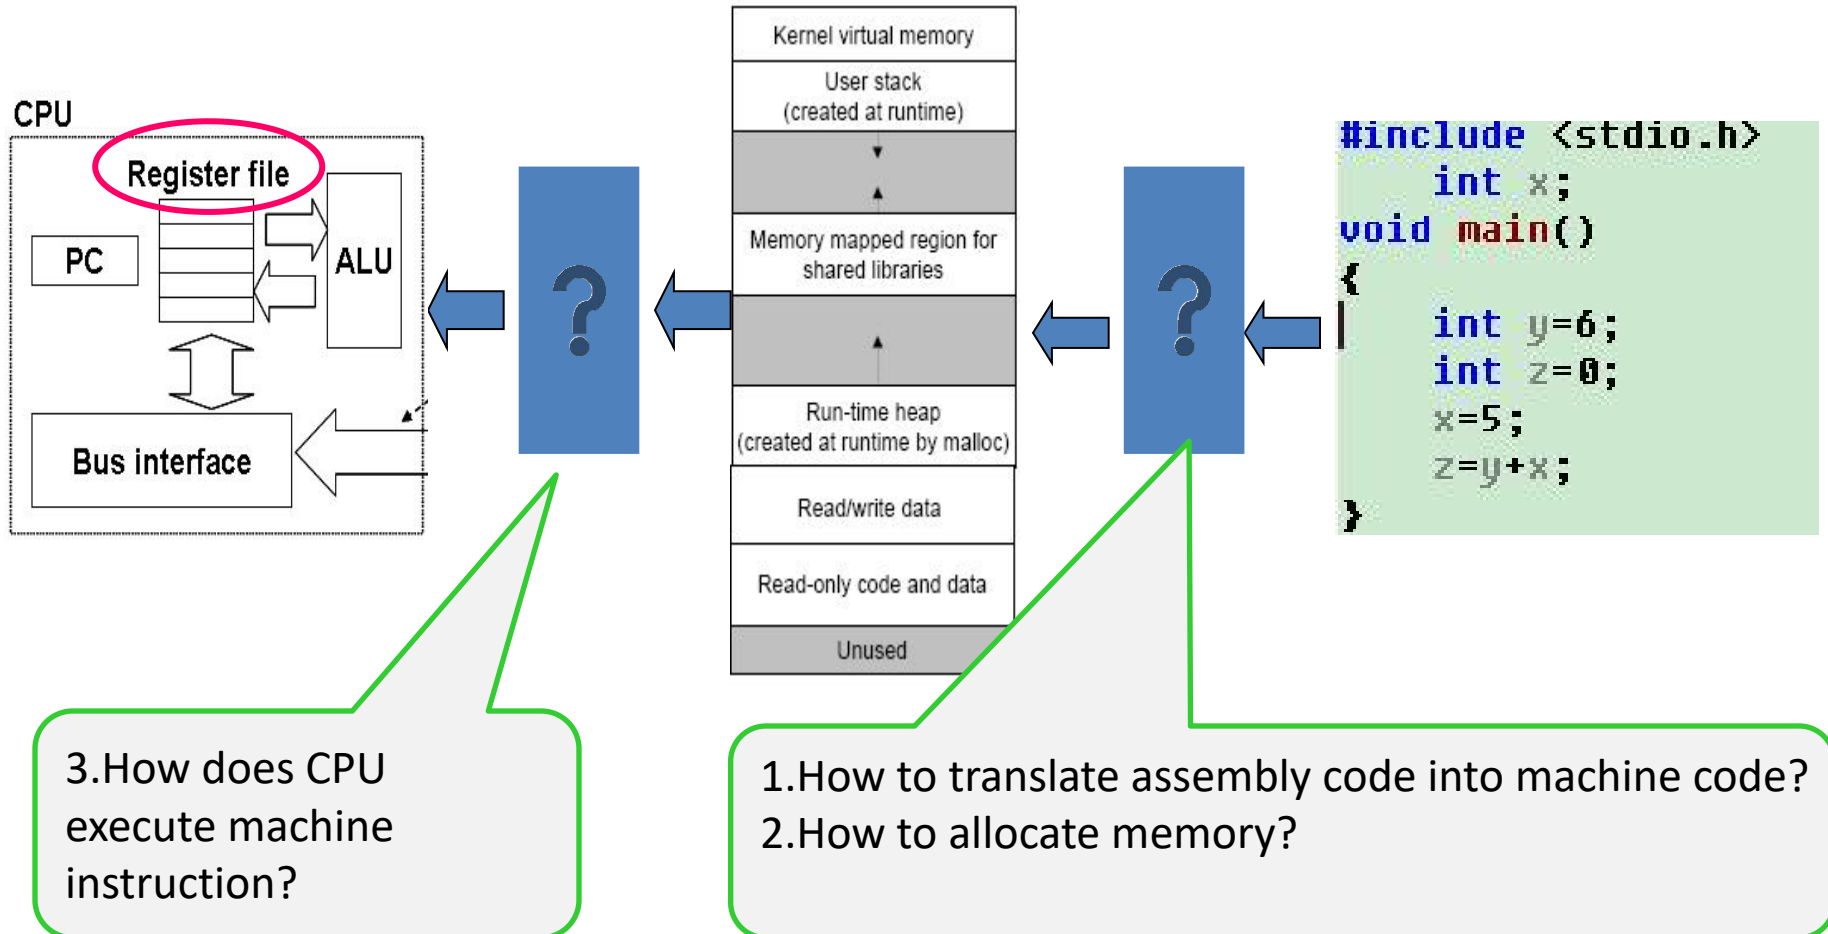 CPU
Register file
PC
ALU
Bus interface
?
Kernel virtual memory
User stack
(created at runtime)
Memory mapped region for
shared libraries
Run-time heap
(created at runtime by malloc)
Read/write data
Read-only code and data
Unused
?
#include <stdio.h>
int x;
void main()
{
int y=6;
int z=0;
x=5;
z=y+x;
}
3.How does CPU
execute machine
instruction?
1.How to translate assembly code into machine code?
2.How to allocate memory?